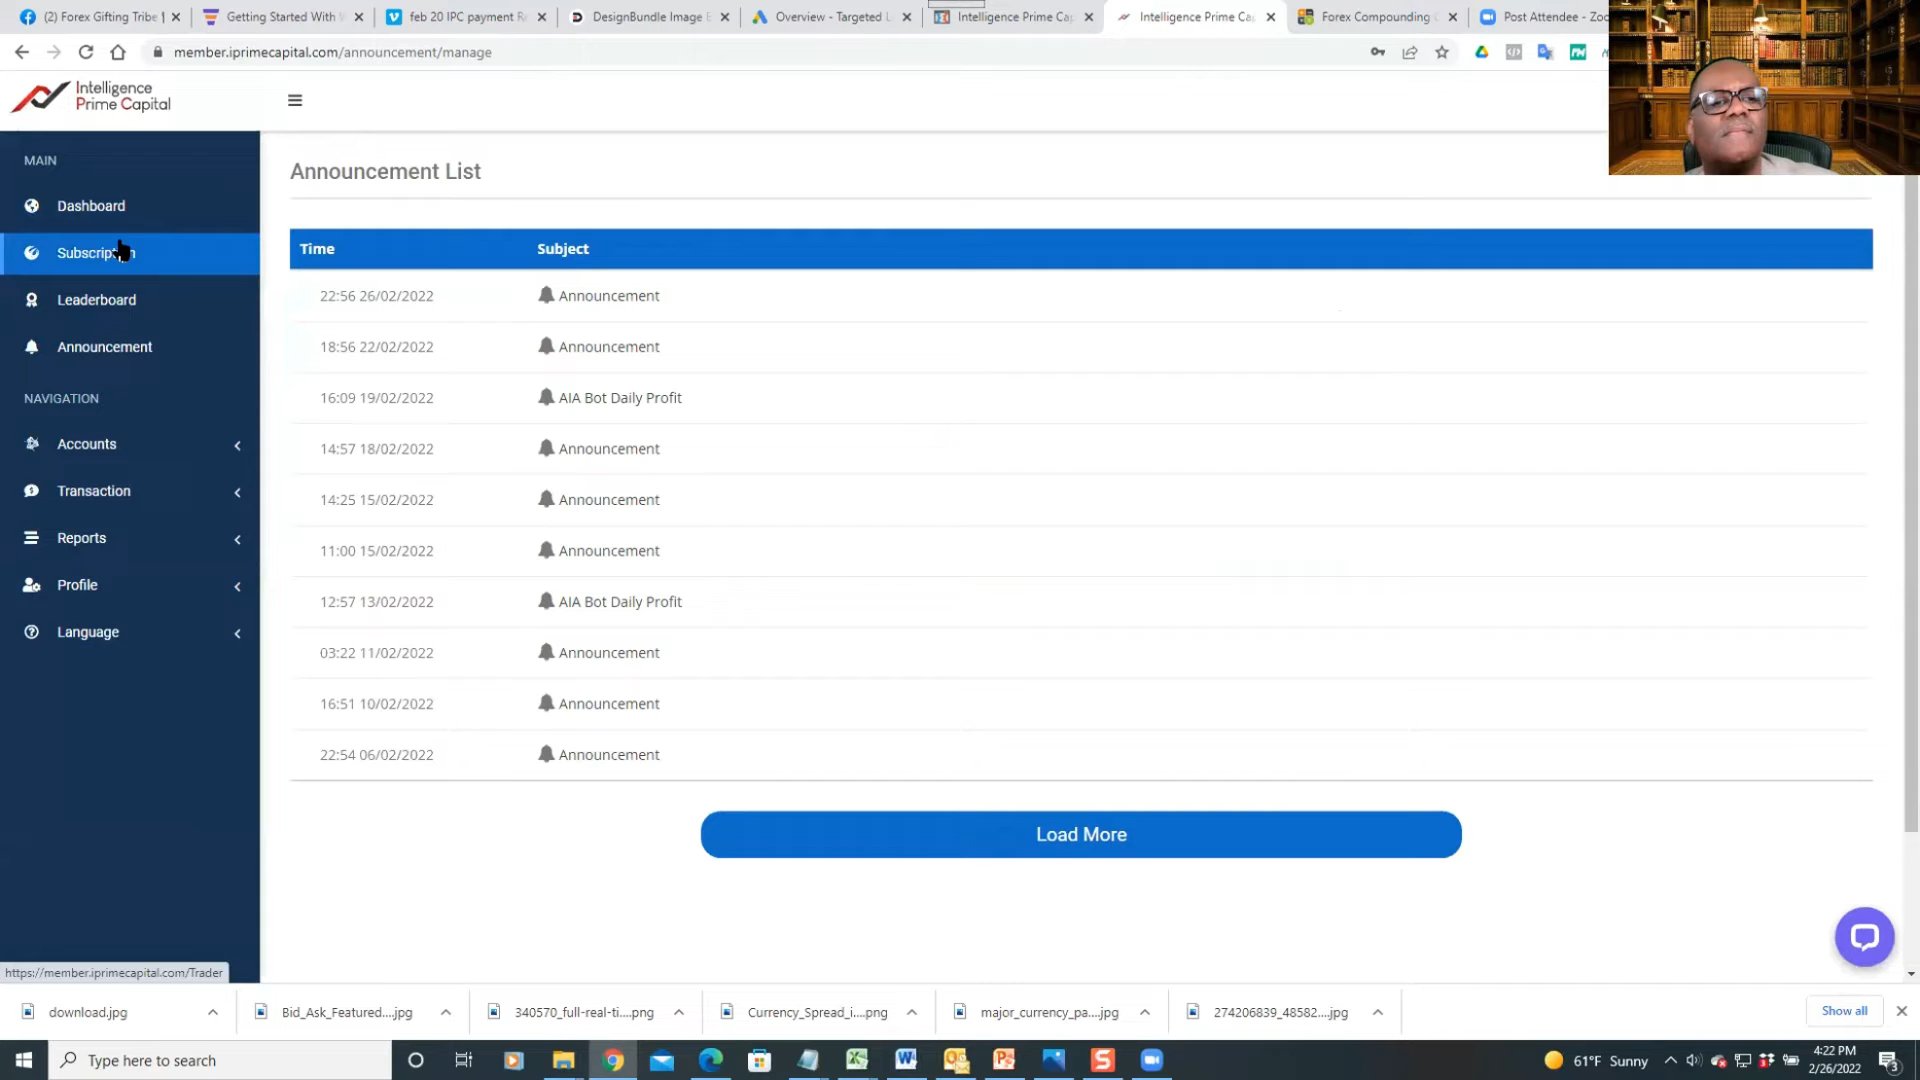 (2) Forex Gifting Tribe
Getting Started With
feb 20 IPC payment
DesignBundle Image
Overview - Targeted
Intelligence Prime Ca
Intelligence Prime Ca
Forex Compounding
Post Attendee - Zoo
member.iprimecapital.com/announcement/manage
Intelligence
Prime Capital
MAIN
Dashboard
Subscription
Leaderboard
Announcement
NAVIGATION
Accounts
Transaction
Reports
Profile
Language
Announcement List
Time Subject
22:56 26/02/2022 Announcement
18:56 22/02/2022 Announcement
16:09 19/02/2022 AIA Bot Daily Profit
14:57 18/02/2022 Announcement
14:25 15/02/2022 Announcement
11:00 15/02/2022 Announcement
12:57 13/02/2022 AIA Bot Daily Profit
03:22 11/02/2022 Announcement
16:51 10/02/2022 Announcement
22:54 06/02/2022 Announcement
Load More
https://member.iprimecapital.com/Trader
download.jpg
Bid_Ask_Featured....jpg
340570_full-real-ti....png
Currency_Spread_i....png
major_currency_pa....jpg
274206839_48582....jpg
Show all
Type here to search
61°F Sunny
4:22 PM
2/26/2022
3